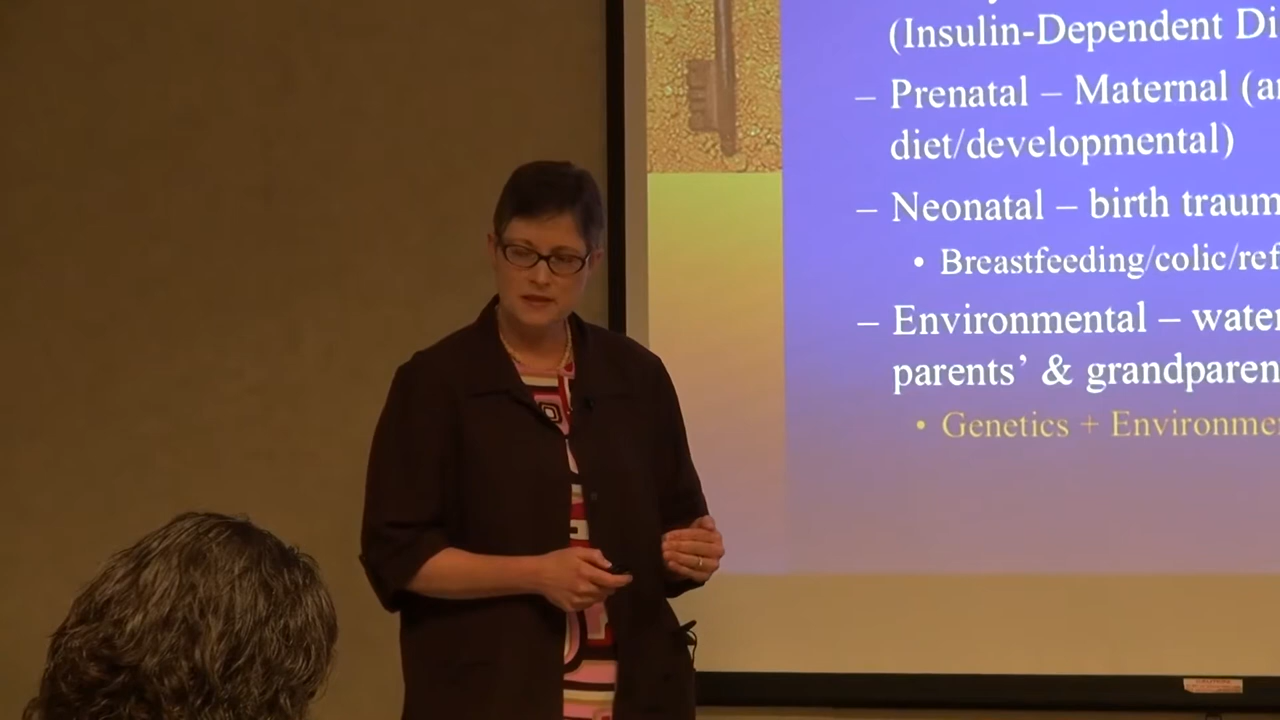 (Insulin-Dependent Di
– Prenatal – Maternal (
diet/developmental)
– Neonatal – birth traum
• Breastfeeding/colic/ref
– Environmental – water
parents’ & grandparen
• Genetics + Environme
CAUTION